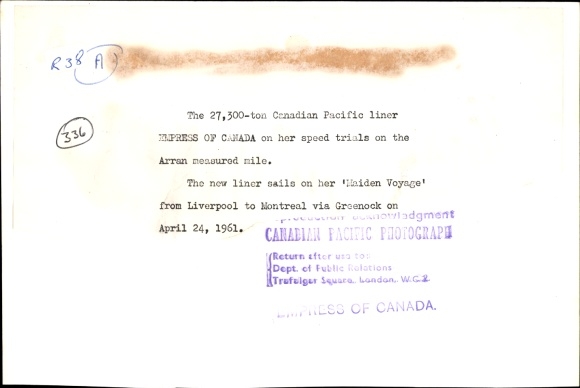 R38 A
336
The 27,300-ton Canadian Pacific liner
EMPRESS OF CANADA on her speed trials on the
Arran measured mile.
The new liner sails on her 'Maiden Voyage'
from Liverpool to Montreal via Greenock on
April 24, 1961.
acknowledgment
CANADIAN PACIFIC PHOTOGRAPH
Return after use to:
Dept. of Public Relations
Trafalgar Square, London, W.C.2
EMPRESS OF CANADA.